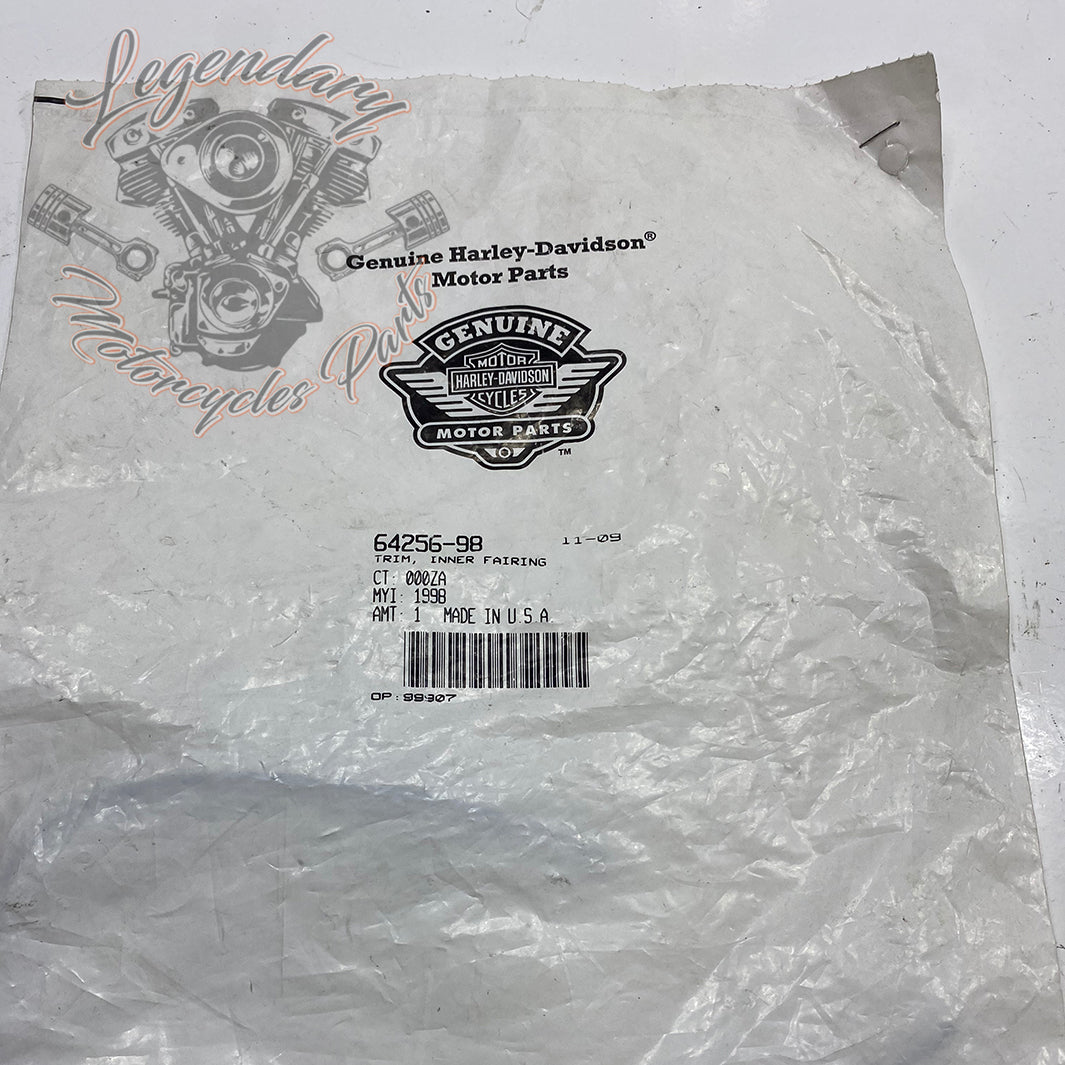 Legendary
Motorcycles Parts
Genuine Harley-Davidson®
Motor Parts
GENUINE
MOTOR
HARLEY-DAVIDSON
CYCLES
MOTOR PARTS
TM
64256-98 11-09
TRIM, INNER FAIRING
CT: 000ZA
MYI: 1998
AMT: 1 MADE IN U.S.A.
OP: 99907